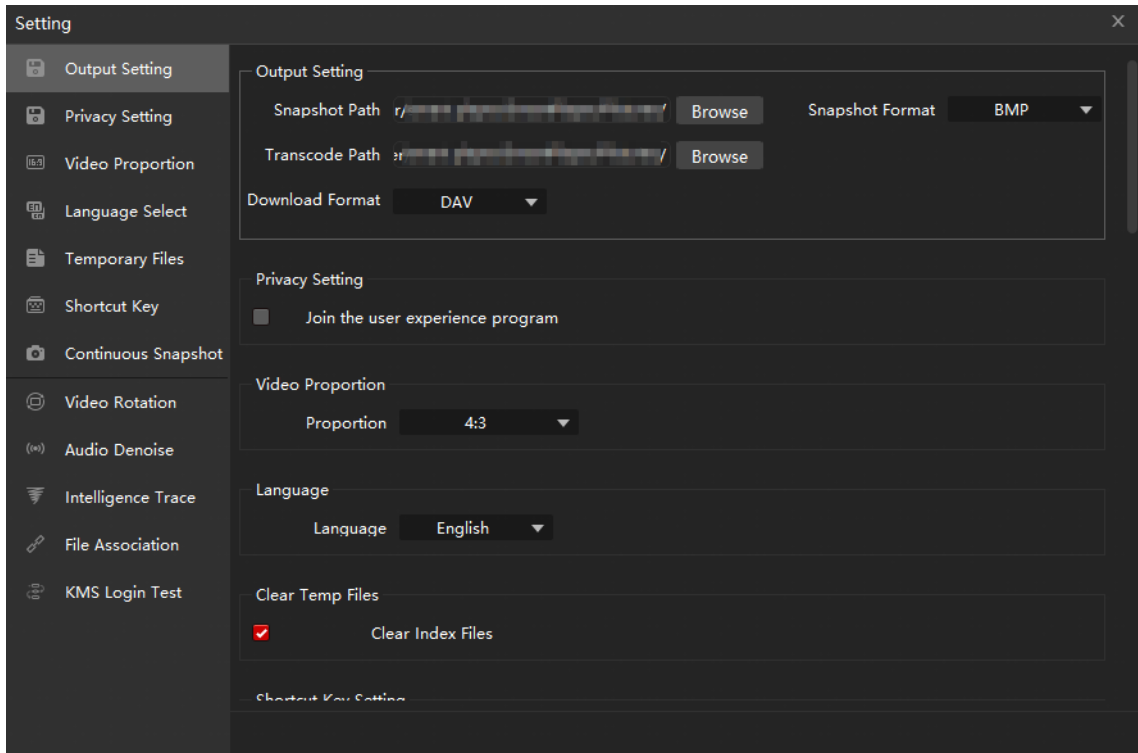 Setting
Output Setting
Privacy Setting
Video Proportion
Language Select
Temporary Files
Shortcut Key
Continuous Snapshot
Video Rotation
Audio Denoise
Intelligence Trace
File Association
KMS Login Test
Output Setting
Snapshot Path Browse Snapshot Format BMP
Transcode Path Browse
Download Format DAV
Privacy Setting
Join the user experience program
Video Proportion
Proportion 4:3
Language
Language English
Clear Temp Files
Clear Index Files
Shortcut Key Setting